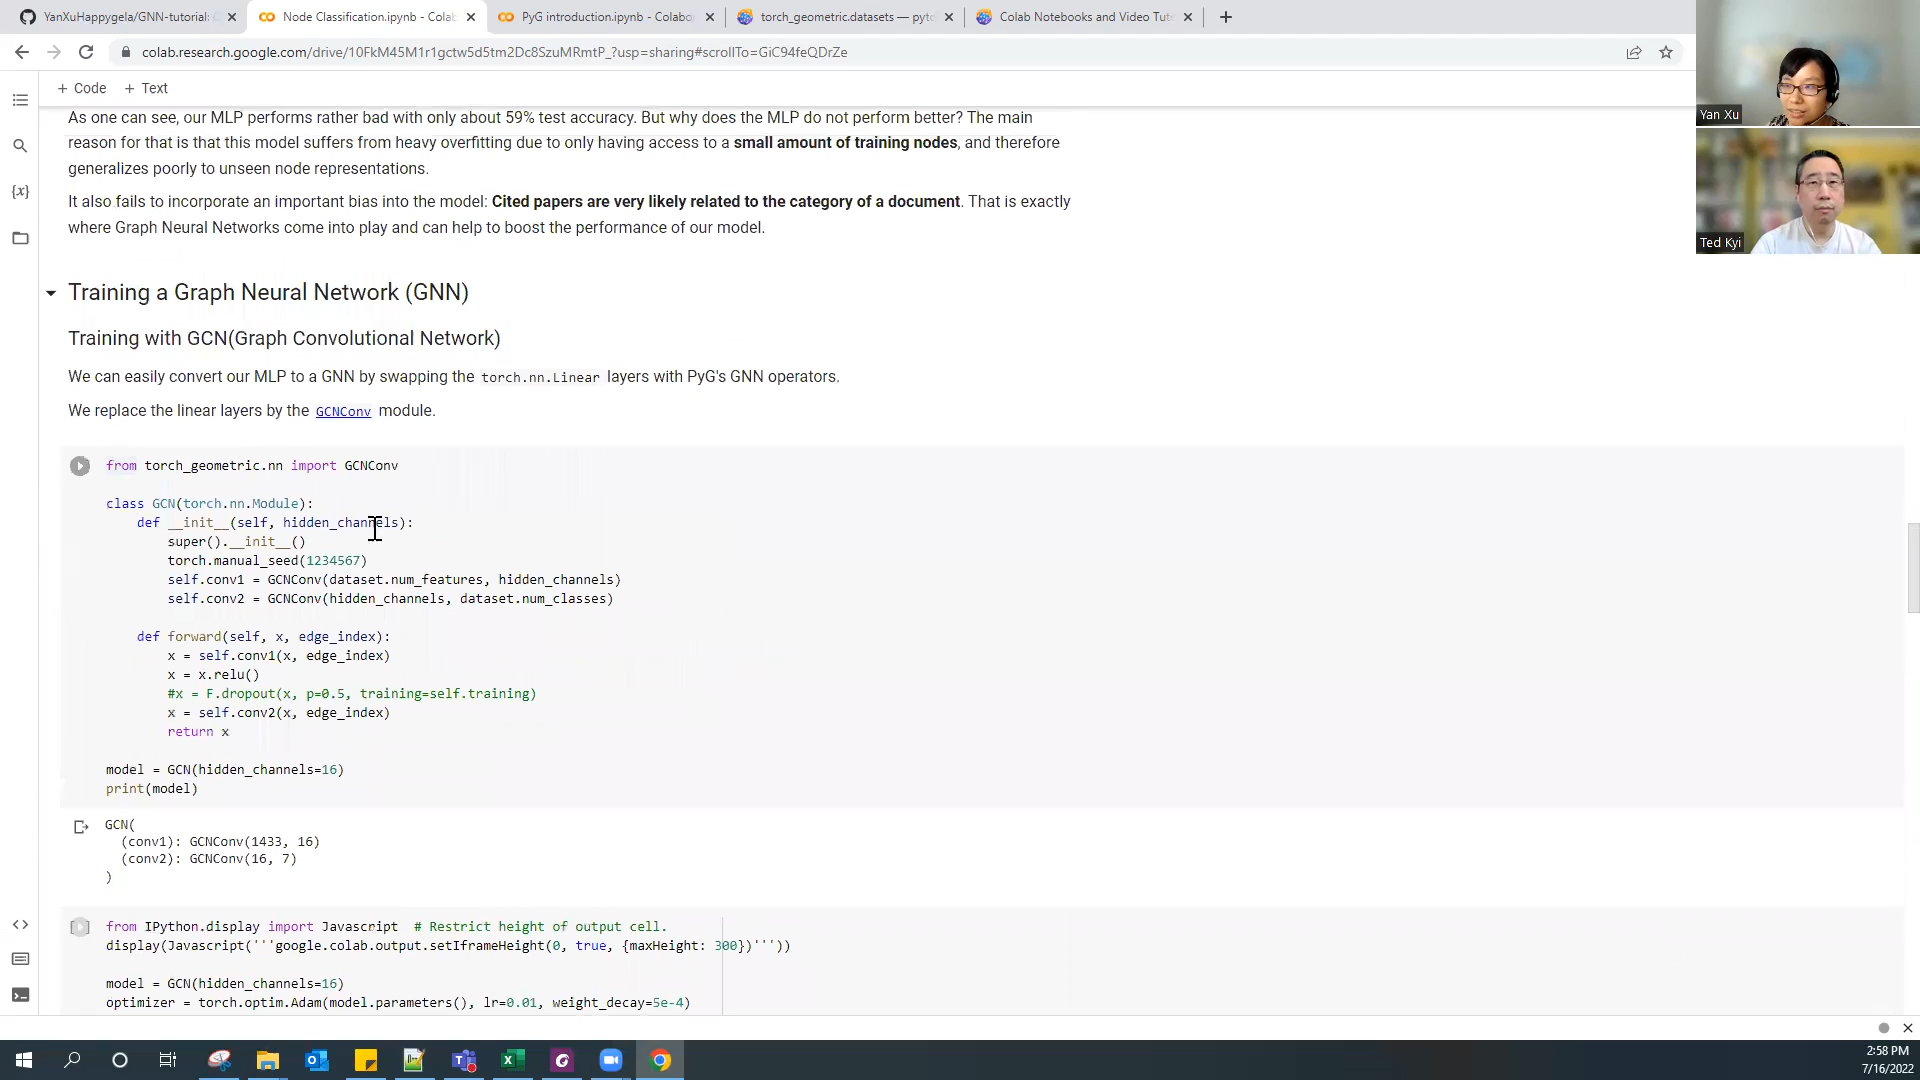 YanXuHappygela/GNN-tutorial:
Node Classification.ipynb - Colab
PyG introduction.ipynb - Colabo
torch_geometric.datasets — pyto
Colab Notebooks and Video Tut
colab.research.google.com/drive/10FkM45M1r1gctw5d5tm2Dc8SzuMRmtP_?usp=sharing#scrollTo=GiC94feQDrZe
+ Code + Text
As one can see, our MLP performs rather bad with only about 59% test accuracy. But why does the MLP do not perform better? The main
reason for that is that this model suffers from heavy overfitting due to only having access to a small amount of training nodes, and therefore
generalizes poorly to unseen node representations.
It also fails to incorporate an important bias into the model: Cited papers are very likely related to the category of a document. That is exactly
where Graph Neural Networks come into play and can help to boost the performance of our model.
Training a Graph Neural Network (GNN)
Training with GCN(Graph Convolutional Network)
We can easily convert our MLP to a GNN by swapping the torch.nn.Linear layers with PyG's GNN operators.
We replace the linear layers by the GCNConv module.
from torch_geometric.nn import GCNConv
class GCN(torch.nn.Module):
def __init__(self, hidden_channels):
super().__init__()
torch.manual_seed(1234567)
self.conv1 = GCNConv(dataset.num_features, hidden_channels)
self.conv2 = GCNConv(hidden_channels, dataset.num_classes)
def forward(self, x, edge_index):
x = self.conv1(x, edge_index)
x = x.relu()
#x = F.dropout(x, p=0.5, training=self.training)
x = self.conv2(x, edge_index)
return x
model = GCN(hidden_channels=16)
print(model)
GCN(
(conv1): GCNConv(1433, 16)
(conv2): GCNConv(16, 7)
)
from IPython.display import Javascript # Restrict height of output cell.
display(Javascript('''google.colab.output.setIframeHeight(0, true, {maxHeight: 300})'''))
model = GCN(hidden_channels=16)
optimizer = torch.optim.Adam(model.parameters(), lr=0.01, weight_decay=5e-4)
Yan Xu
Ted Kyi
2:58 PM
7/16/2022